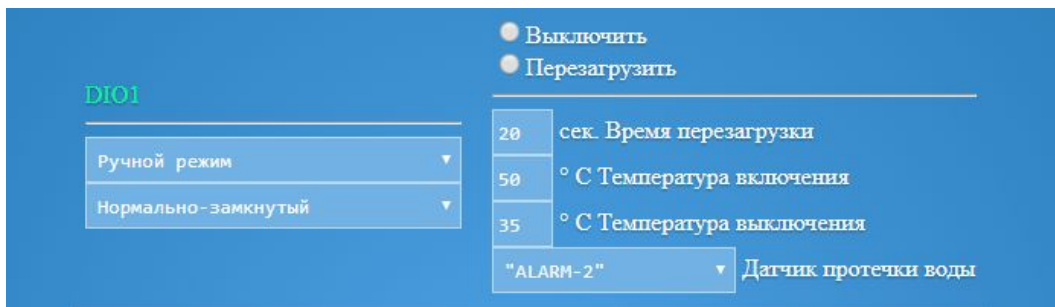 DIO1
Ручной режим
Нормально-замкнутый
Выключить
Перезагрузить
20 сек. Время перезагрузки
50 ° С Температура включения
35 ° С Температура выключения
"ALARM-2" Датчик протечки воды